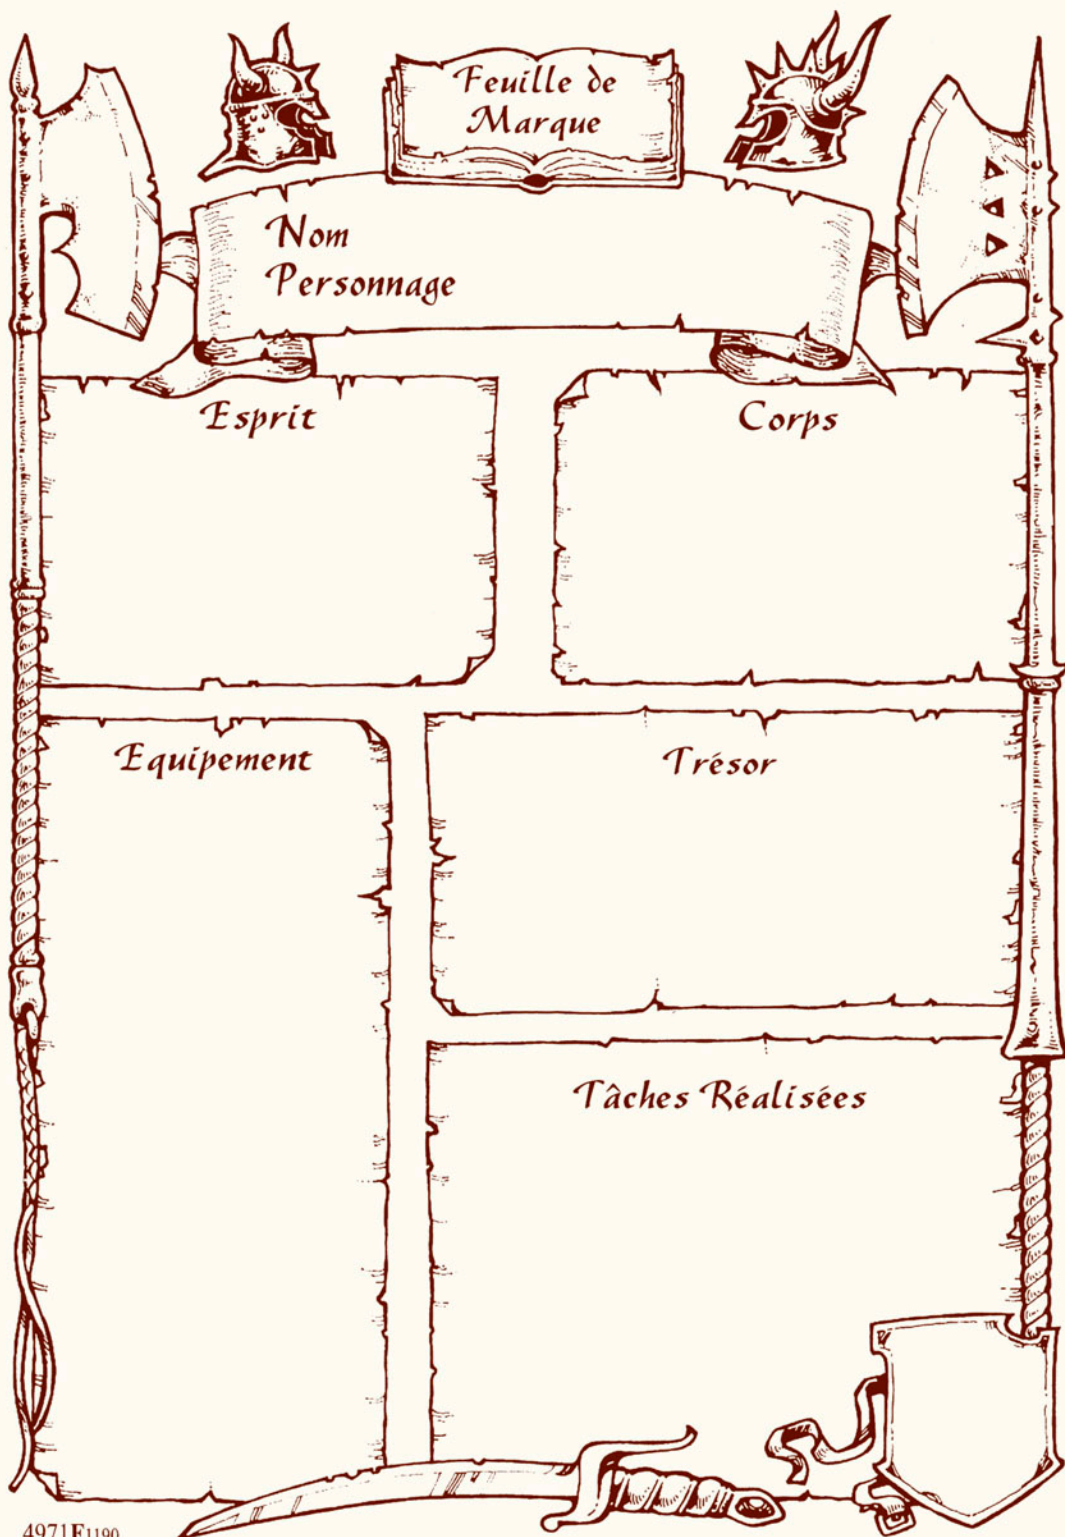 Feuille de
Marque
Nom
Personnage
Esprit
Corps
Equipement
Trésor
Tâches Réalisées
4971F1190